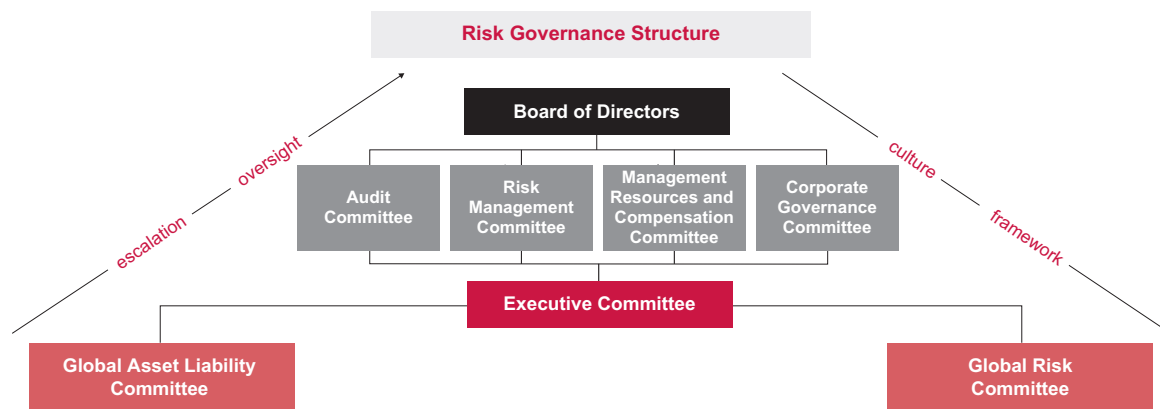 Risk Governance Structure
Board of Directors
oversight
escalation
culture
framework
Audit
Committee
Risk
Management
Committee
Management
Resources and
Compensation
Committee
Corporate
Governance
Committee
Executive Committee
Global Asset Liability
Committee
Global Risk
Committee